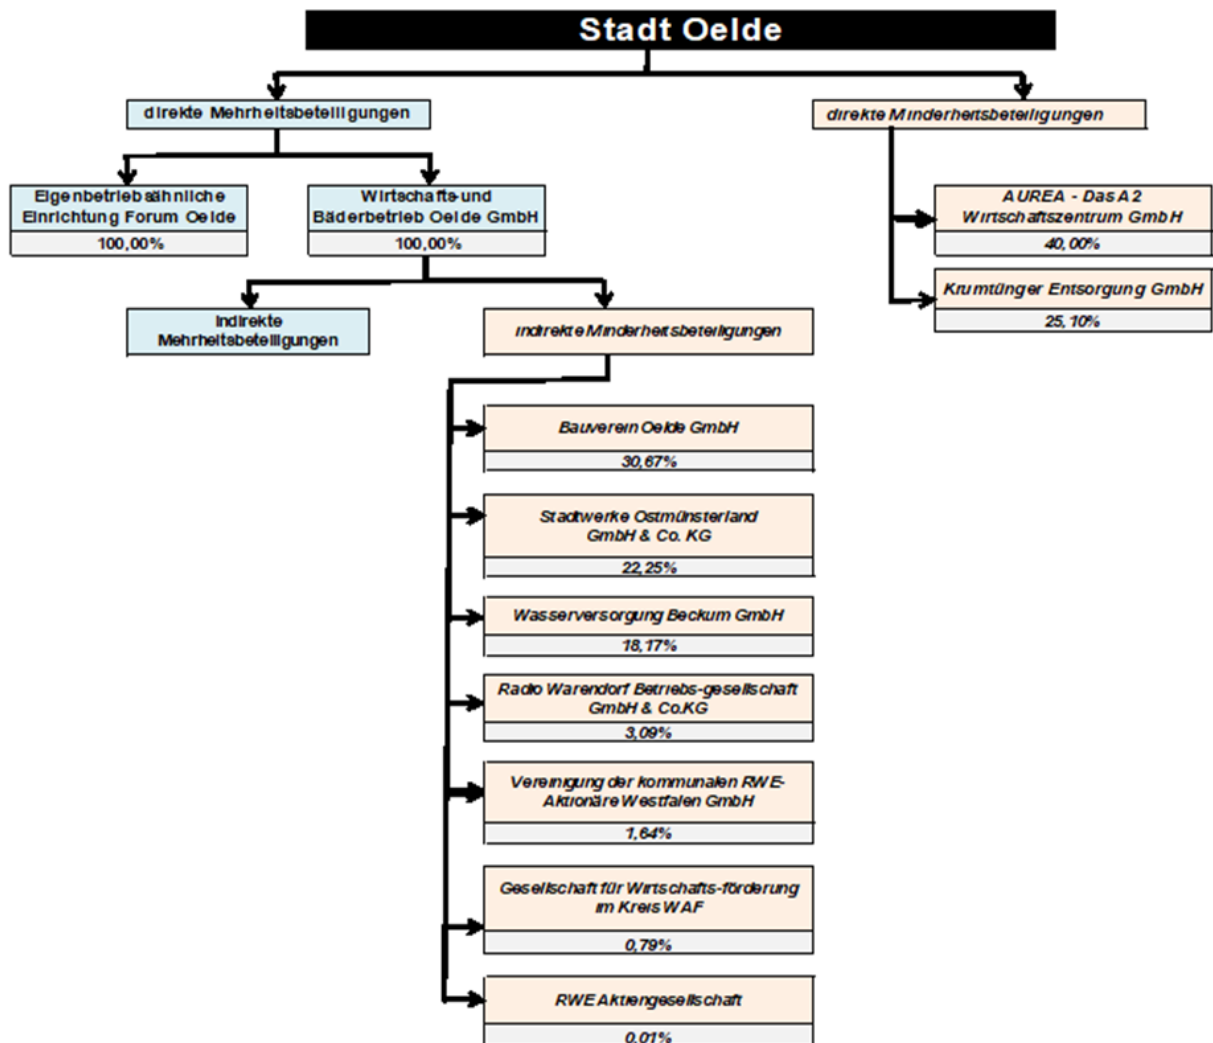 Stadt Oelde
direkte Mehrheitsbeteiligungen
direkte Minderheitsbeteiligungen
Eigenbetriebsähnliche
Einrichtung Forum Oelde
100,00%
Wirtschafts-und
Bäderbetrieb Oelde GmbH
100,00%
AUREA - Das A2
Wirtschaftszentrum GmbH
40,00%
Krumtünger Entsorgung GmbH
25,10%
indirekte
Mehrheitsbeteiligungen
indirekte Minderheitsbeteiligungen
Bauverein Oelde GmbH
30,67%
Stadtwerke Ostmünsterland
GmbH & Co. KG
22,25%
Wasserversorgung Beckum GmbH
18,17%
Radio Warendorf Betriebs-gesellschaft
GmbH & Co.KG
3,09%
Vereinigung der kommunalen RWE-
Aktionäre Westfalen GmbH
1,64%
Gesellschaft für Wirtschafts-förderung
im Kreis WAF
0,79%
RWE Aktiengesellschaft
0,01%